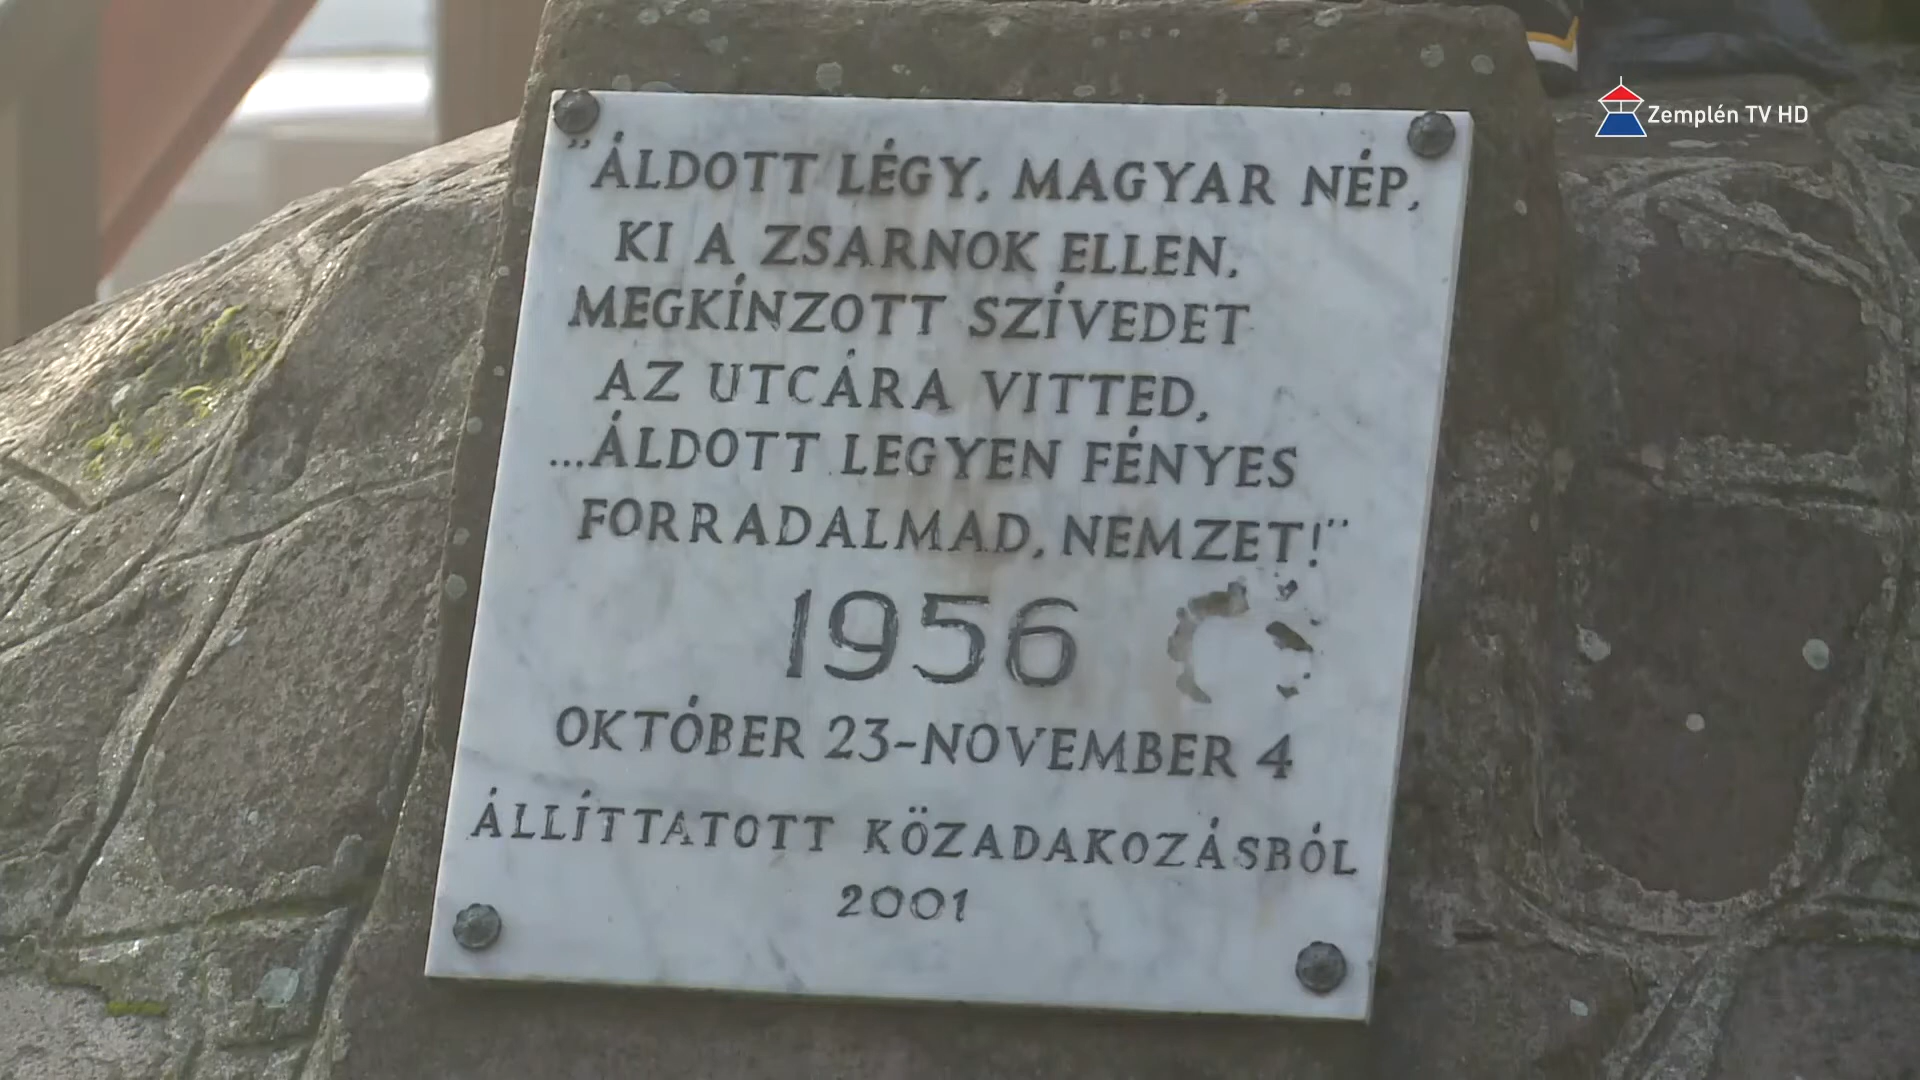 Zemplén TV HD
"ÁLDOTT LÉGY, MAGYAR NÉP,
KI A ZSARNOK ELLEN,
MEGKÍNZOTT SZÍVEDET
AZ UTCÁRA VITTED,
...ÁLDOTT LEGYEN FÉNYES
FORRADALMAD, NEMZET!"
1956
OKTÓBER 23-NOVEMBER 4
ÁLLÍTTATOTT KÖZADAKOZÁSBÓL
2001